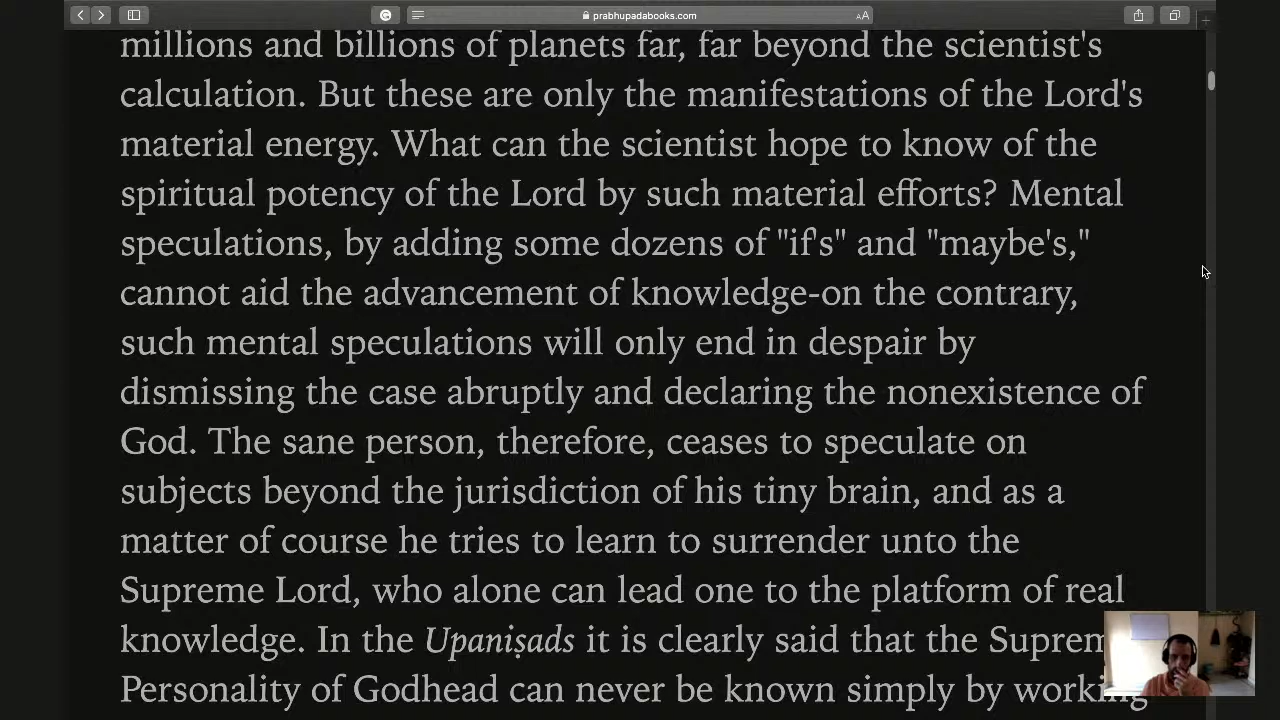 prabhupadabooks.com
AA
millions and billions of planets far, far beyond the scientist's
calculation. But these are only the manifestations of the Lord's
material energy. What can the scientist hope to know of the
spiritual potency of the Lord by such material efforts? Mental
speculations, by adding some dozens of "if's" and "maybe's,"
cannot aid the advancement of knowledge-on the contrary,
such mental speculations will only end in despair by
dismissing the case abruptly and declaring the nonexistence of
God. The sane person, therefore, ceases to speculate on
subjects beyond the jurisdiction of his tiny brain, and as a
matter of course he tries to learn to surrender unto the
Supreme Lord, who alone can lead one to the platform of real
knowledge. In the Upaniṣads it is clearly said that the Suprem
Personality of Godhead can never be known simply by working